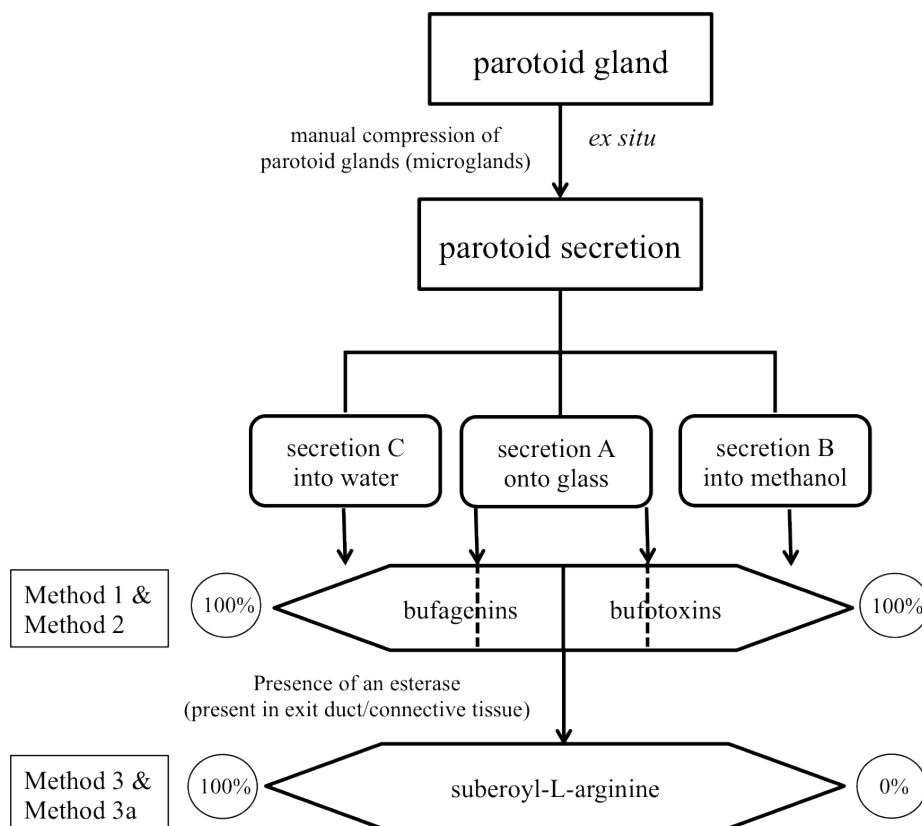 parotoid gland
manual compression of
parotoid glands (microglands)
ex situ
parotoid secretion
secretion C
into water
secretion A
onto glass
secretion B
into methanol
Method 1 &
Method 2
100%
bufagenins
bufotoxins
100%
Presence of an esterase
(present in exit duct/connective tissue)
Method 3 &
Method 3a
100%
suberoyl-L-arginine
0%